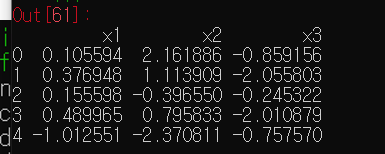 Out[61]:
x1 x2 x3
0 0.105594 2.161886 -0.859156
1 0.376948 1.113909 -2.055803
2 0.155598 -0.396550 -0.245322
3 0.489965 0.795833 -2.010879
4 -1.012551 -2.370811 -0.757570